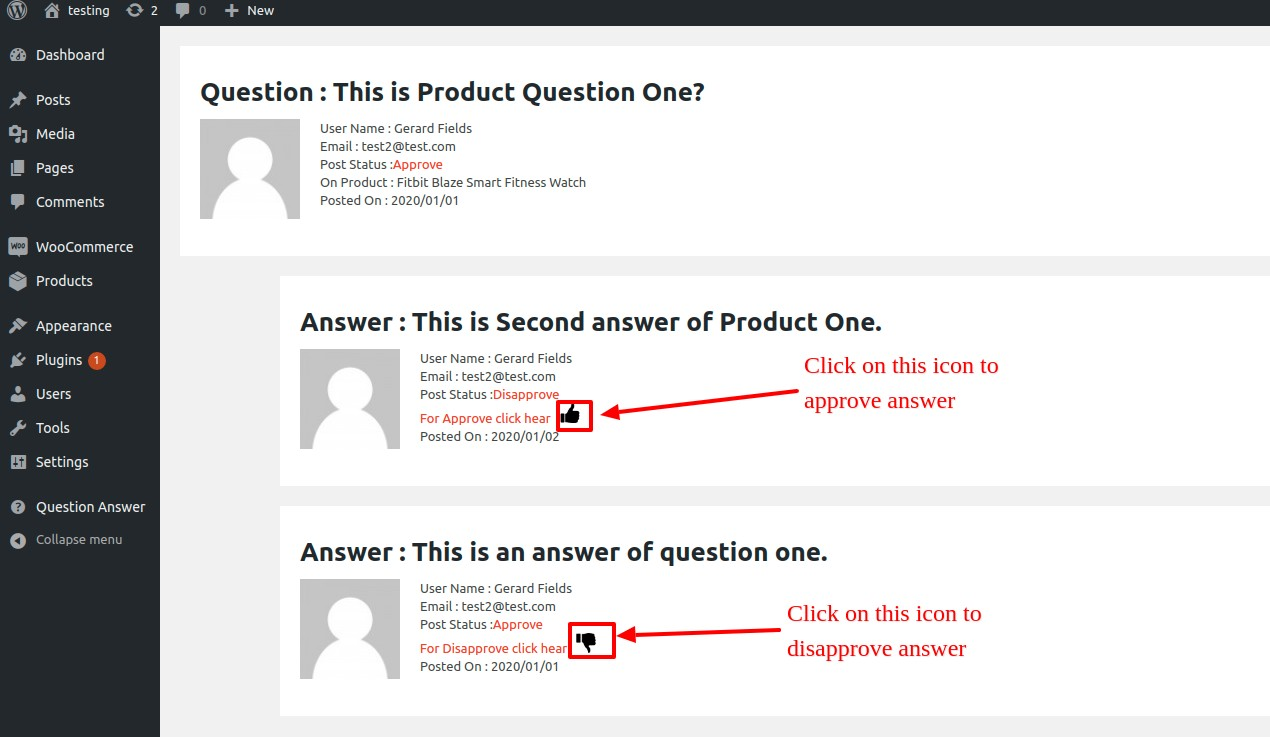 testing 2 0 + New
Dashboard
Posts
Media
Pages
Comments
WOO WooCommerce
Products
Appearance
Plugins 1
Users
Tools
Settings
Question Answer
Collapse menu
Question : This is Product Question One?
User Name : Gerard Fields
Email : test2@test.com
Post Status :Approve
On Product : Fitbit Blaze Smart Fitness Watch
Posted On : 2020/01/01
Answer : This is Second answer of Product One.
User Name : Gerard Fields
Email : test2@test.com
Post Status :Disapprove
For Approve click hear
Posted On : 2020/01/02
Click on this icon to
approve answer
Answer : This is an answer of question one.
User Name : Gerard Fields
Email : test2@test.com
Post Status :Approve
For Disapprove click hear
Posted On : 2020/01/01
Click on this icon to
disapprove answer